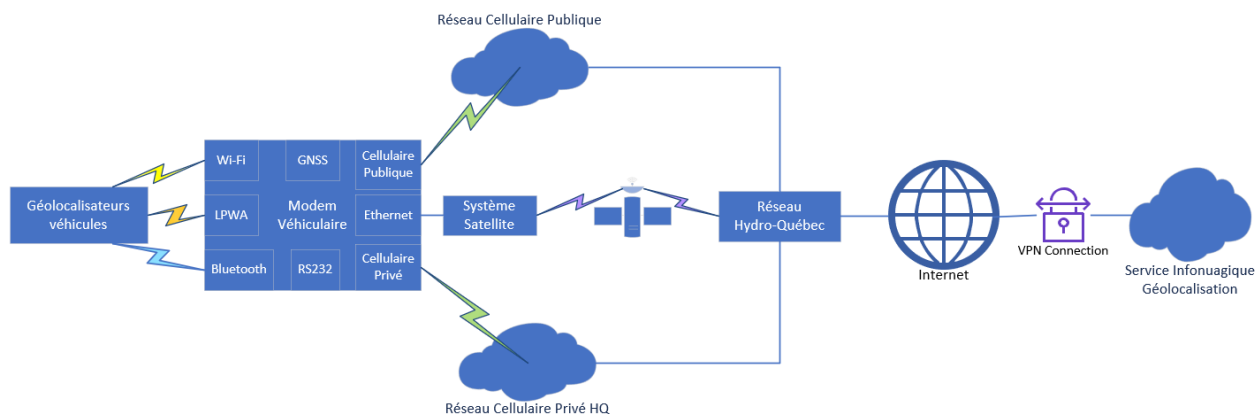 Réseau Cellulaire Publique
Wi-Fi
GNSS
Cellulaire
Publique
Géolocalisateurs
véhicules
LPWA
Modem
Véhiculaire
Ethernet
Système
Satellite
Réseau
Hydro-Québec
Bluetooth
RS232
Cellulaire
Privé
Internet
VPN Connection
Service Infonuagique
Géolocalisation
Réseau Cellulaire Privé HQ